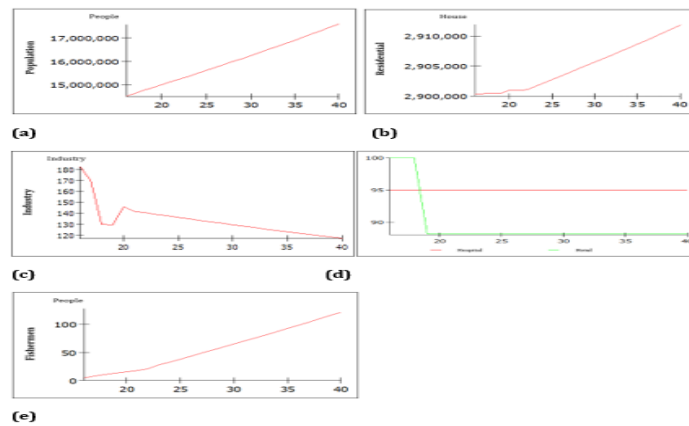 People
Population
17,000,000
15,000,000
20 25 30 35 40
(a)
House
Residential
2,910,000
2,905,000
2,900,000
20 25 30 35 40
(b)
Industry
Industry
180
170
160
150
140
130
120
20 25 30 35 40
(c)
100
95
90
20 25 30 35 40
Hospital
(d)
People
Fishermen
100
50
0
20 25 30 35 40
(e)